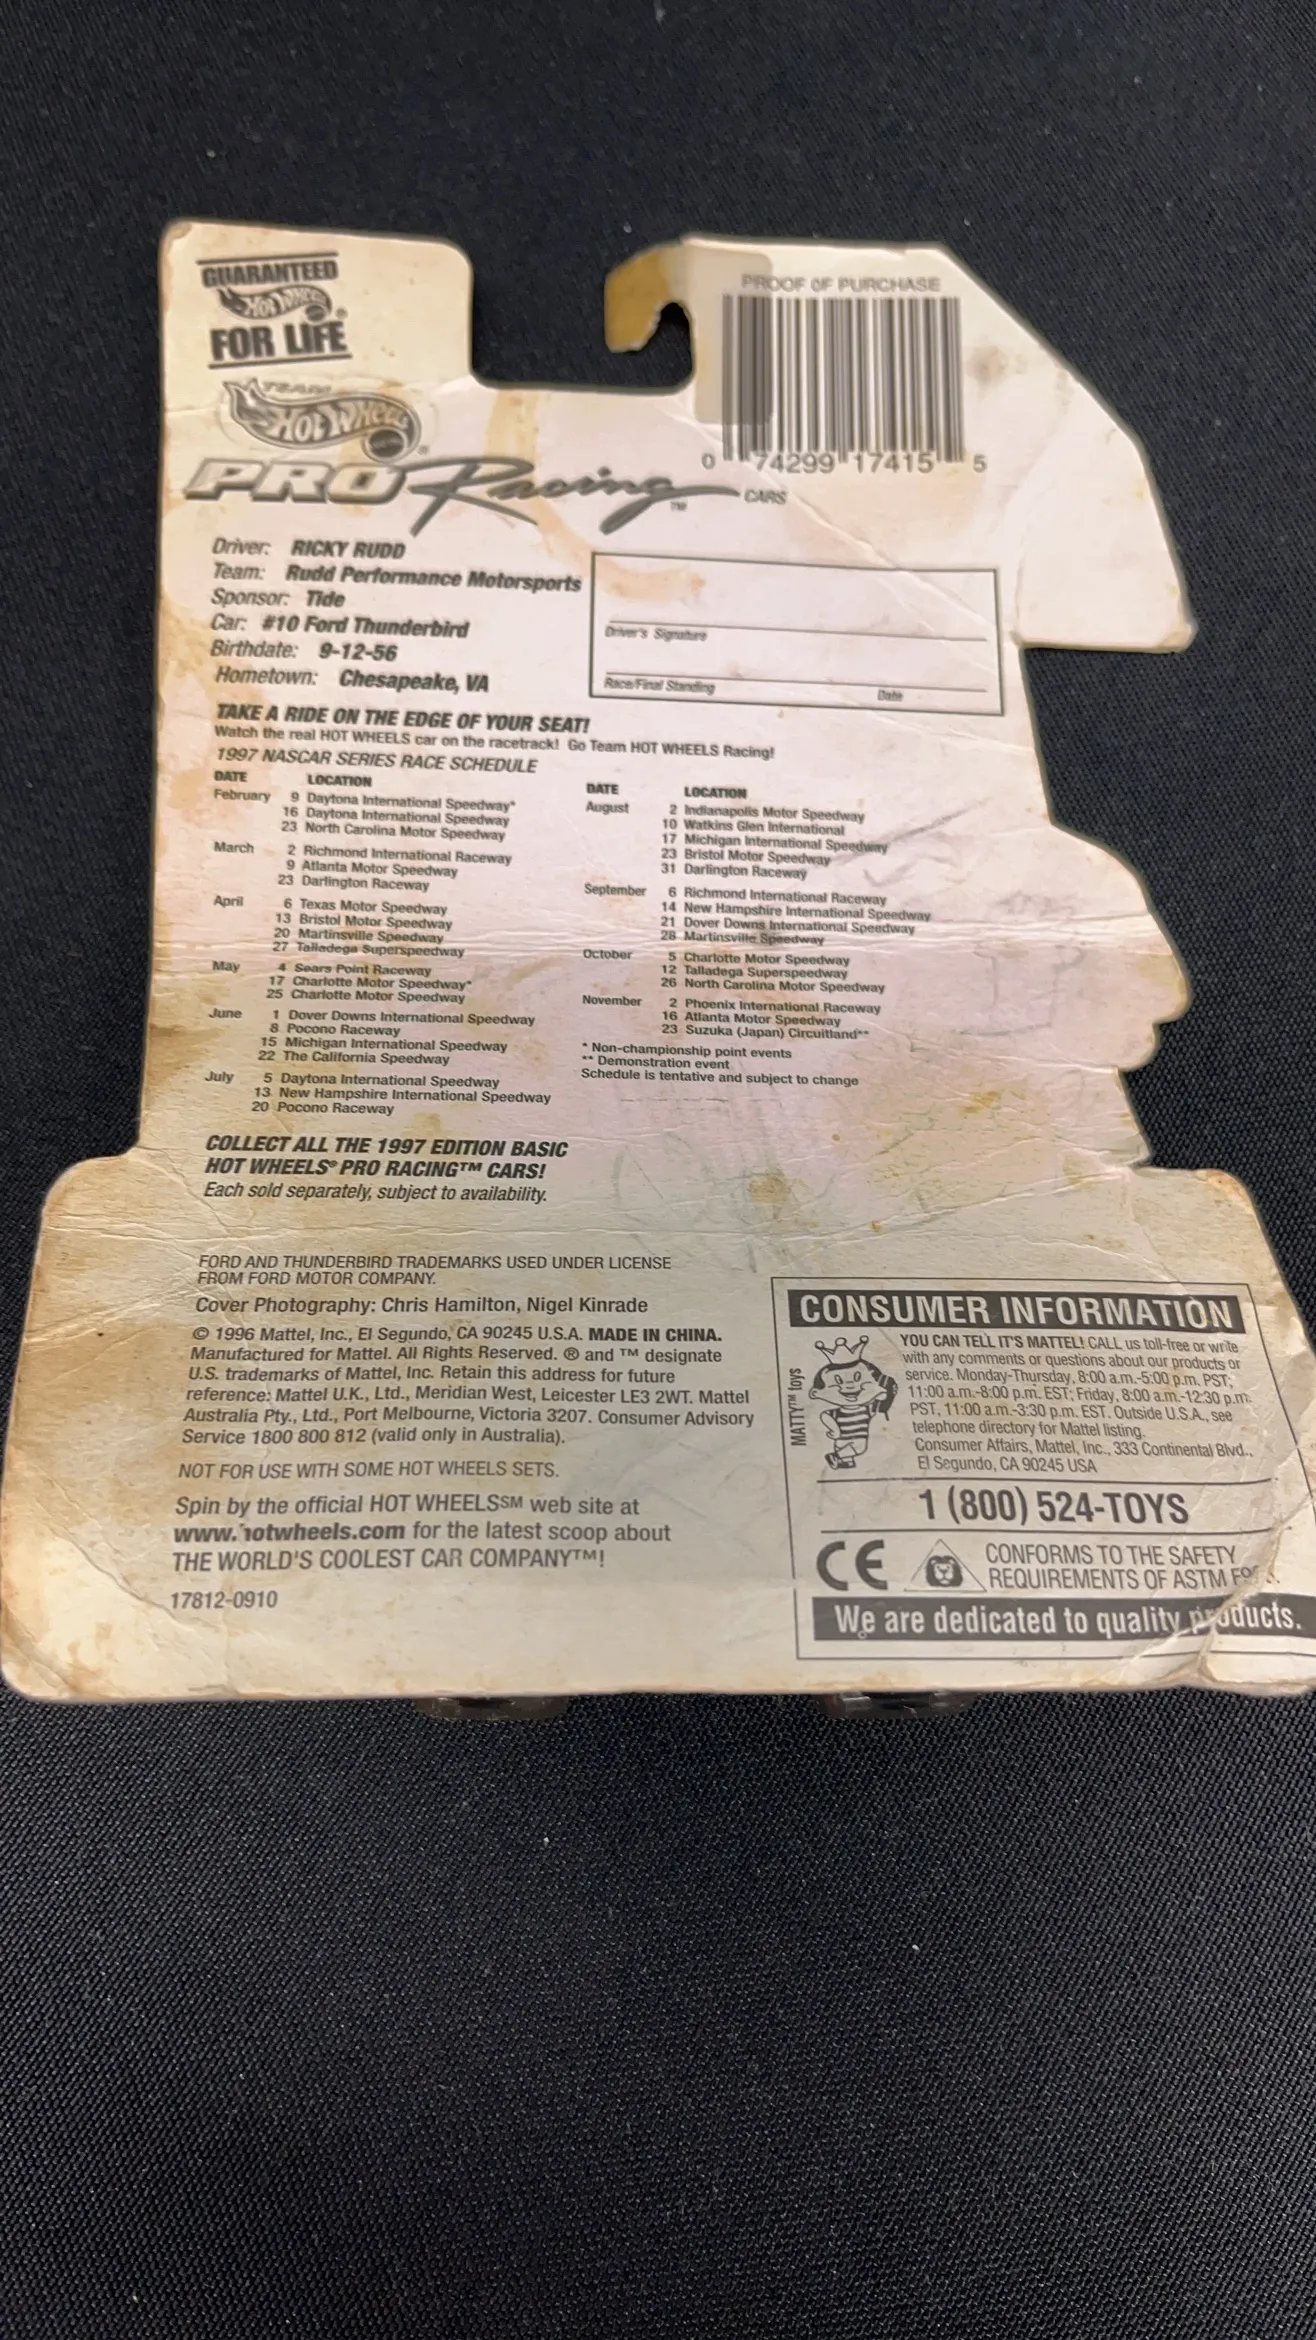 GUARANTEED
HOT WHEELS®
FOR LIFE
PROOF OF PURCHASE
0 74299 17415 5
TEAM
HOT WHEELS®
PRO Racing™ CARS
Driver: RICKY RUDD
Team: Rudd Performance Motorsports
Sponsor: Tide
Car: #10 Ford Thunderbird
Birthdate: 9-12-56
Hometown: Chesapeake, VA
Driver's Signature
Race/Final Standing Date
TAKE A RIDE ON THE EDGE OF YOUR SEAT!
Watch the real HOT WHEELS car on the racetrack! Go Team HOT WHEELS Racing!
1997 NASCAR SERIES RACE SCHEDULE
DATE LOCATION
February 9 Daytona International Speedway*
16 Daytona International Speedway
23 North Carolina Motor Speedway
March 2 Richmond International Raceway
9 Atlanta Motor Speedway
23 Darlington Raceway
April 6 Texas Motor Speedway
13 Bristol Motor Speedway
20 Martinsville Speedway
27 Talladega Superspeedway
May 4 Sears Point Raceway
17 Charlotte Motor Speedway*
25 Charlotte Motor Speedway
June 1 Dover Downs International Speedway
8 Pocono Raceway
15 Michigan International Speedway
22 The California Speedway
July 5 Daytona International Speedway
13 New Hampshire International Speedway
20 Pocono Raceway
DATE LOCATION
August 2 Indianapolis Motor Speedway
10 Watkins Glen International
17 Michigan International Speedway
23 Bristol Motor Speedway
31 Darlington Raceway
September 6 Richmond International Raceway
14 New Hampshire International Speedway
21 Dover Downs International Speedway
28 Martinsville Speedway
October 5 Charlotte Motor Speedway
12 Talladega Superspeedway
26 North Carolina Motor Speedway
November 2 Phoenix International Raceway
16 Atlanta Motor Speedway
23 Suzuka (Japan) Circuitland**
* Non-championship point events
** Demonstration event
Schedule is tentative and subject to change
COLLECT ALL THE 1997 EDITION BASIC
HOT WHEELS® PRO RACING™ CARS!
Each sold separately, subject to availability.
FORD AND THUNDERBIRD TRADEMARKS USED UNDER LICENSE
FROM FORD MOTOR COMPANY.
Cover Photography: Chris Hamilton, Nigel Kinrade
© 1996 Mattel, Inc., El Segundo, CA 90245 U.S.A. MADE IN CHINA.
Manufactured for Mattel. All Rights Reserved. ® and ™ designate
U.S. trademarks of Mattel, Inc. Retain this address for future
reference: Mattel U.K., Ltd., Meridian West, Leicester LE3 2WT. Mattel
Australia Pty., Ltd., Port Melbourne, Victoria 3207. Consumer Advisory
Service 1800 800 812 (valid only in Australia).
NOT FOR USE WITH SOME HOT WHEELS SETS.
Spin by the official HOT WHEELS℠ web site at
www.hotwheels.com for the latest scoop about
THE WORLD'S COOLEST CAR COMPANY™!
17812-0910
CONSUMER INFORMATION
MATTY™ toys
YOU CAN TELL IT'S MATTEL! CALL us toll-free or write
with any comments or questions about our products or
service. Monday-Thursday, 8:00 a.m.-5:00 p.m. PST;
11:00 a.m.-8:00 p.m. EST; Friday, 8:00 a.m.-12:30 p.m.
PST, 11:00 a.m.-3:30 p.m. EST. Outside U.S.A., see
telephone directory for Mattel listing.
Consumer Affairs, Mattel, Inc., 333 Continental Blvd.,
El Segundo, CA 90245 USA
1 (800) 524-TOYS
CE
CONFORMS TO THE SAFETY
REQUIREMENTS OF ASTM
We are dedicated to quality products.